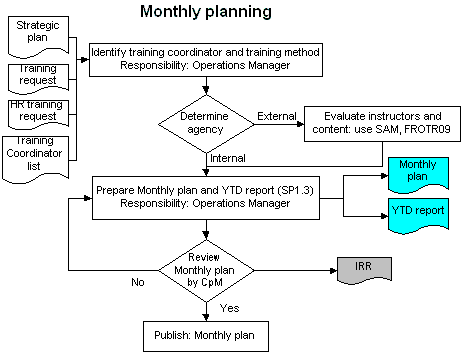 Monthly planning
Strategic
plan
Training
request
HR training
request
Training
Coordinator
list
Identify training coordinator and training method
Responsibility: Operations Manager
Determine
agency
External
Evaluate instructors and
content: use SAM, FROTR09
Internal
Prepare Monthly plan and YTD report (SP1.3)
Responsibility: Operations Manager
Monthly
plan
YTD report
Review
Monthly plan
by CpM
No
IRR
Yes
Publish: Monthly plan